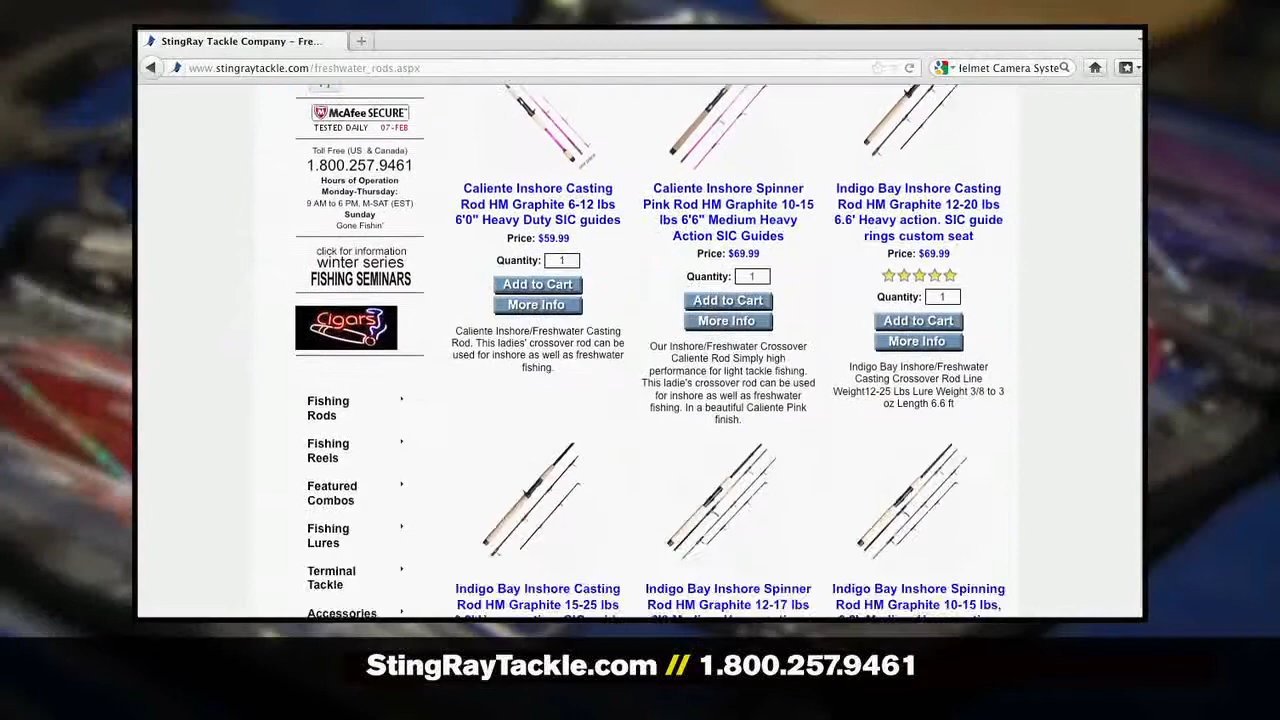 StingRay Tackle Company – Fre...
www.stingraytackle.com/freshwater_rods.aspx
Helmet Camera Syste
McAfee SECURE
TESTED DAILY 07-FEB
Toll Free (US & Canada)
1.800.257.9461
Hours of Operation
Monday-Thursday:
9 AM to 6 PM, M-SAT (EST)
Sunday
Gone Fishin'
click for information
winter series
FISHING SEMINARS
Cigars
Fishing
Rods
Fishing
Reels
Featured
Combos
Fishing
Lures
Terminal
Tackle
Accessories
Caliente Inshore Casting
Rod HM Graphite 6-12 lbs
6'0" Heavy Duty SIC guides
Price: $59.99
Quantity: 1
Add to Cart
More Info
Caliente Inshore/Freshwater Casting
Rod. This ladies' crossover rod can be
used for inshore as well as freshwater
fishing.
Caliente Inshore Spinner
Pink Rod HM Graphite 10-15
lbs 6'6" Medium Heavy
Action SIC Guides
Price: $69.99
Quantity: 1
Add to Cart
More Info
Our Inshore/Freshwater Crossover
Caliente Rod Simply high
performance for light tackle fishing.
This ladie's crossover rod can be used
for inshore as well as freshwater
fishing. In a beautiful Caliente Pink
finish.
Indigo Bay Inshore Casting
Rod HM Graphite 12-20 lbs
6.6' Heavy action. SIC guide
rings custom seat
Price: $69.99
Quantity: 1
Add to Cart
More Info
Indigo Bay Inshore/Freshwater
Casting Crossover Rod Line
Weight12-25 Lbs Lure Weight 3/8 to 3
oz Length 6.6 ft
Indigo Bay Inshore Casting
Rod HM Graphite 15-25 lbs
Indigo Bay Inshore Spinner
Rod HM Graphite 12-17 lbs
Indigo Bay Inshore Spinning
Rod HM Graphite 10-15 lbs,
StingRayTackle.com // 1.800.257.9461